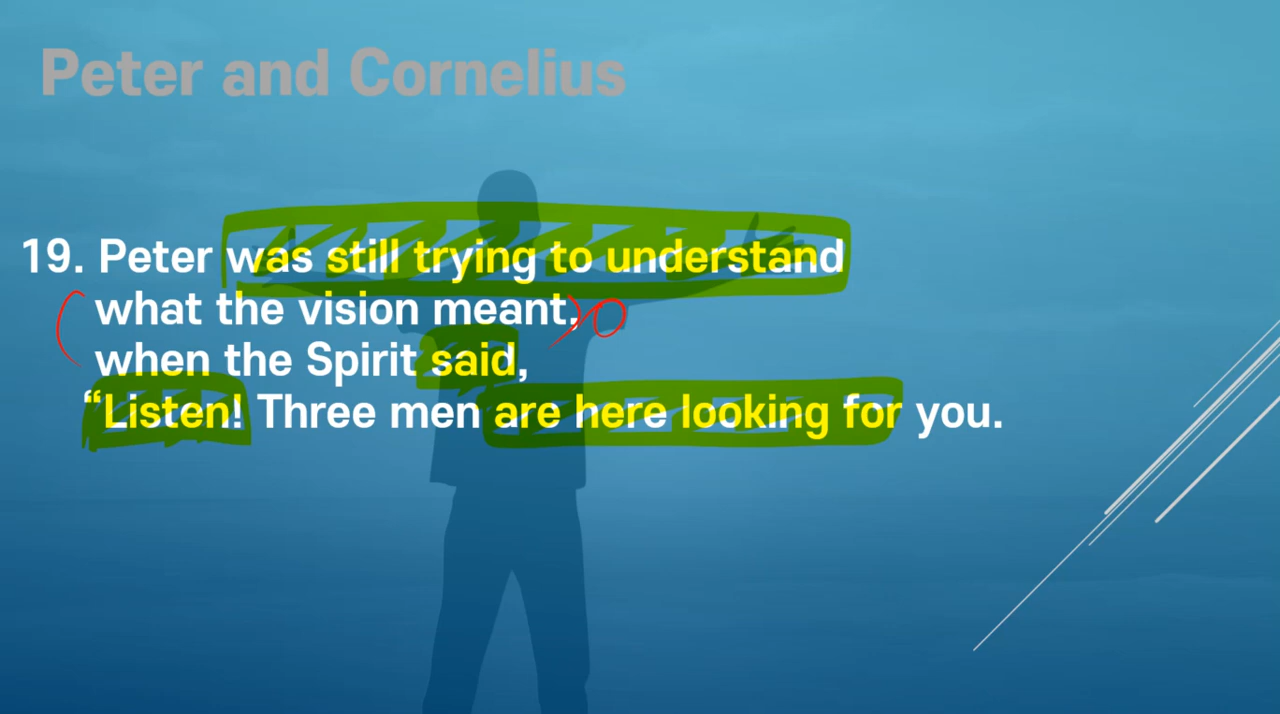 Peter and Cornelius
19. Peter was still trying to understand
what the vision meant,
when the Spirit said,
“Listen! Three men are here looking for you.